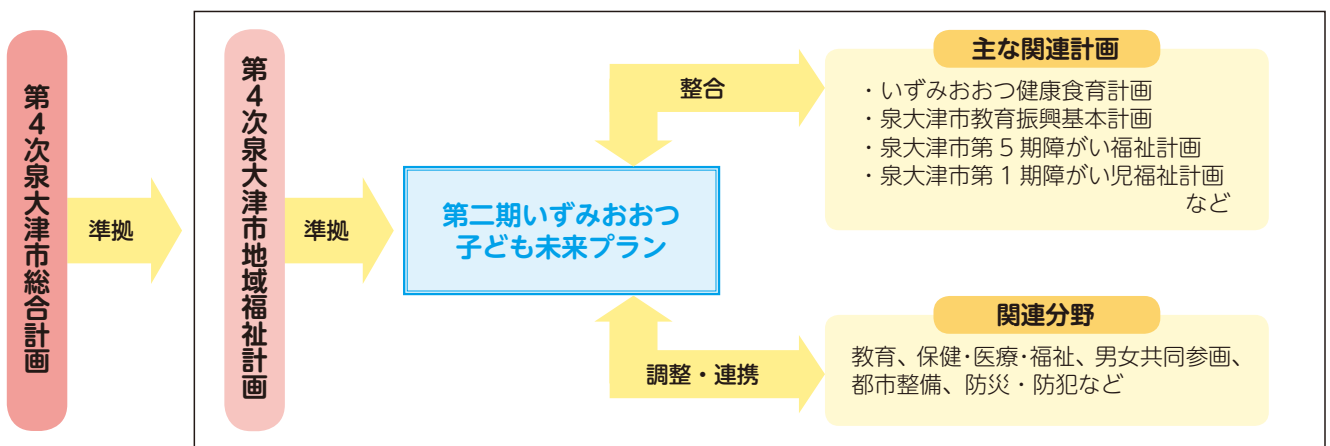 第4次泉大津市総合計画
準拠
第4次泉大津市地域福祉計画
準拠
第二期いずみおおつ
子ども未来プラン
整合
主な関連計画
・いずみおおつ健康食育計画
・泉大津市教育振興基本計画
・泉大津市第5期障がい福祉計画
・泉大津市第1期障がい児福祉計画
など
調整・連携
関連分野
教育、保健・医療・福祉、男女共同参画、
都市整備、防災・防犯など